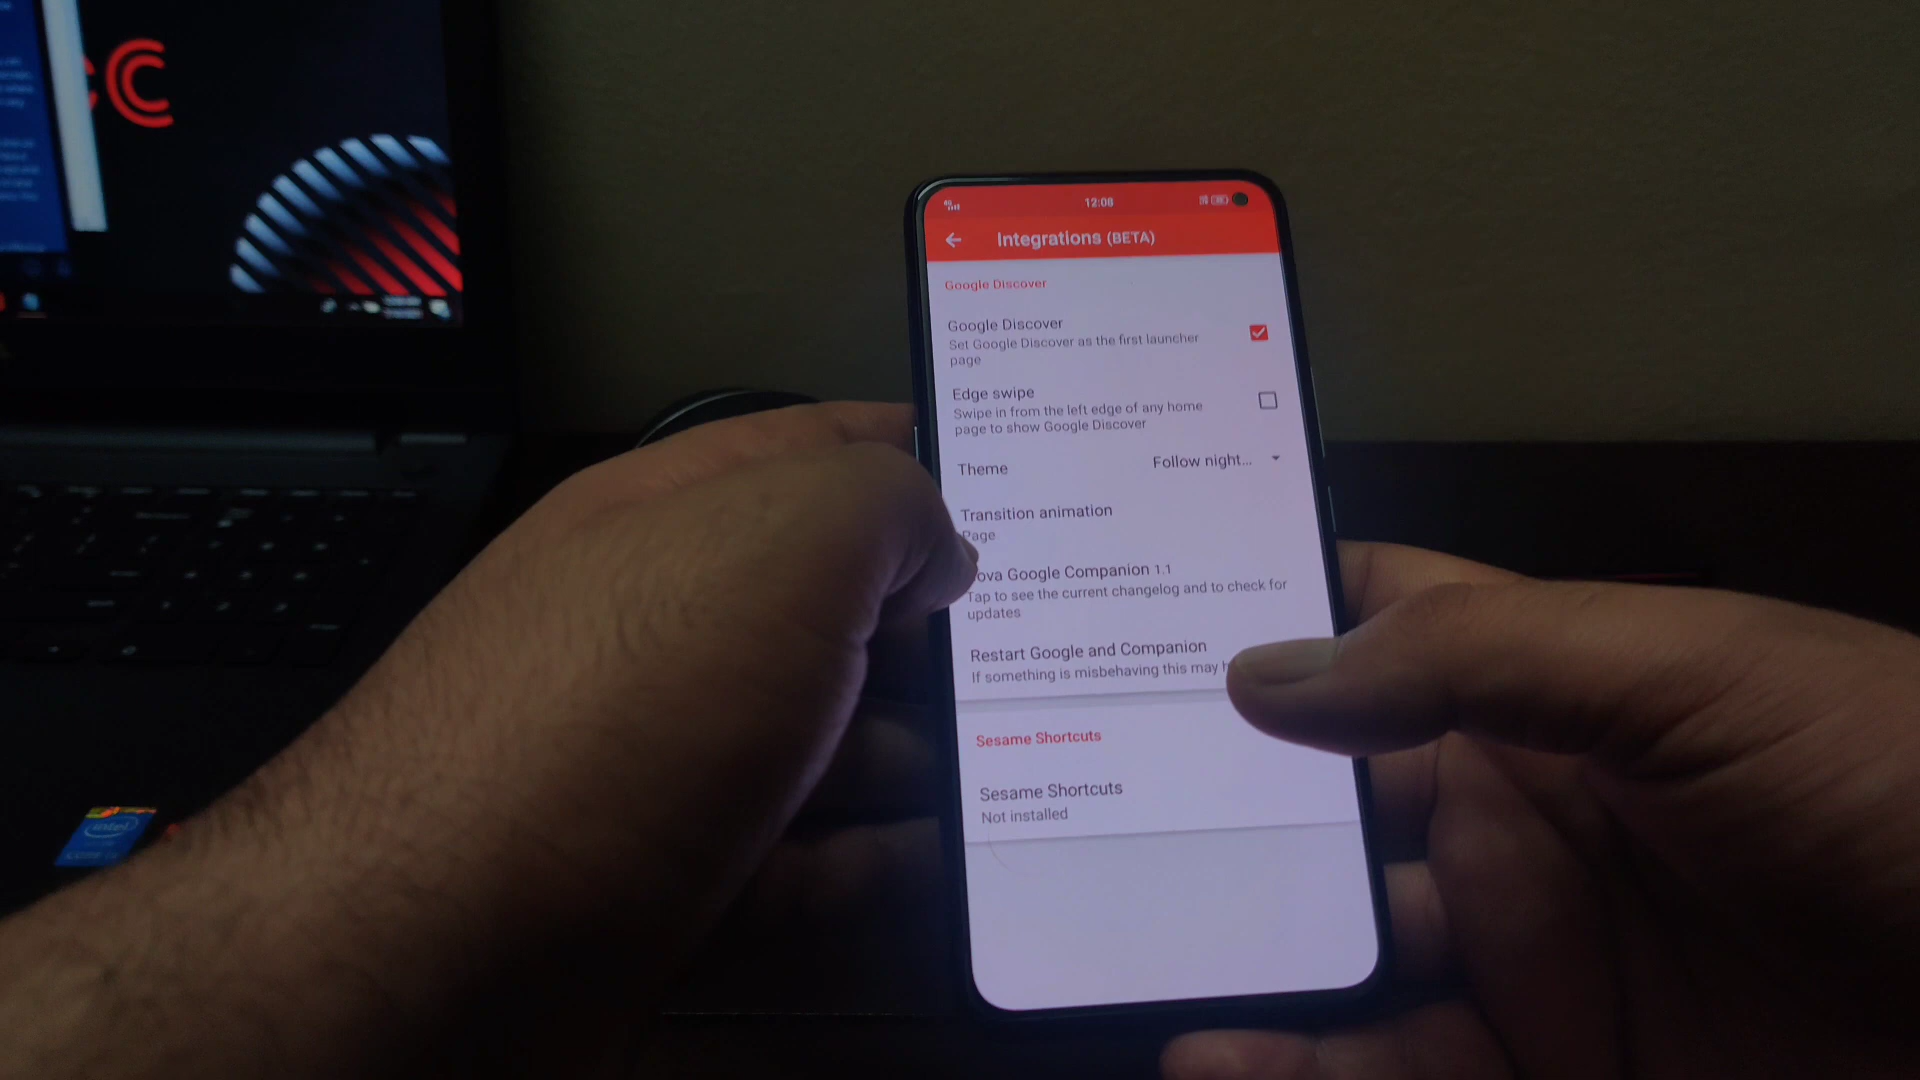 12:08
Integrations (BETA)
Google Discover
Google Discover
Set Google Discover as the first launcher
page
Edge swipe
Swipe in from the left edge of any home
page to show Google Discover
Theme
Follow night...
Transition animation
Page
ova Google Companion 1.1
Tap to see the current changelog and to check for
updates
Restart Google and Companion
If something is misbehaving this may
Sesame Shortcuts
Sesame Shortcuts
Not installed
intel